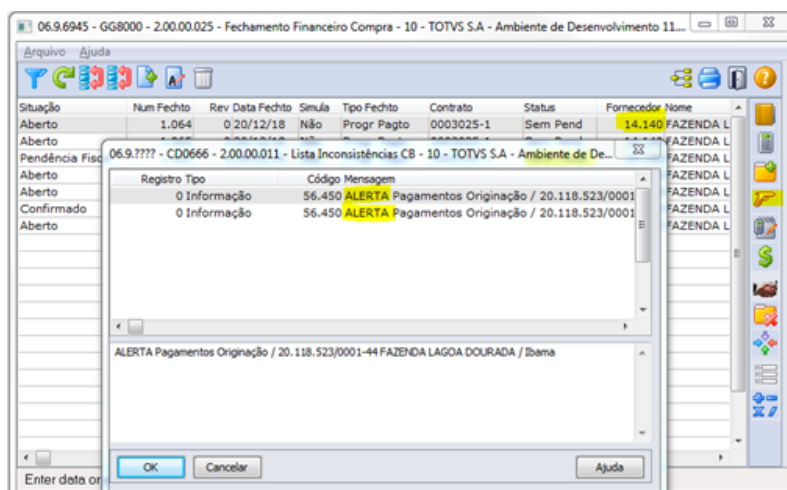 06.9.6945 - GG8000 - 2.00.00.025 - Fechamento Financeiro Compra - 10 - TOTVS S.A - Ambiente de Desenvolvimento 11....
Arquivo Ajuda
Situação Num Fechto Rev Data Fechto Simula Tipo Fechto Contrato Status Fornecedor Nome
Aberto 1.064 0 20/12/18 Não Progr Pagto 0003025-1 Sem Pend 14.140 FAZENDA L
Aberto FAZENDA L
Pendência Fisc FAZENDA L
Aberto FAZENDA L
Aberto FAZENDA L
Confirmado FAZENDA L
Aberto FAZENDA L
06.9.???? - CD0666 - 2.00.00.011 - Lista Inconsistências CB - 10 - TOTVS S.A - Ambiente de De...
Registro Tipo Código Mensagem
0 Informação 56.450 ALERTA Pagamentos Originação / 20.118.523/0001
0 Informação 56.450 ALERTA Pagamentos Originação / 20.118.523/0001
ALERTA Pagamentos Originação / 20.118.523/0001-44 FAZENDA LAGOA DOURADA / Ibama
OK Cancelar Ajuda
Enter data or